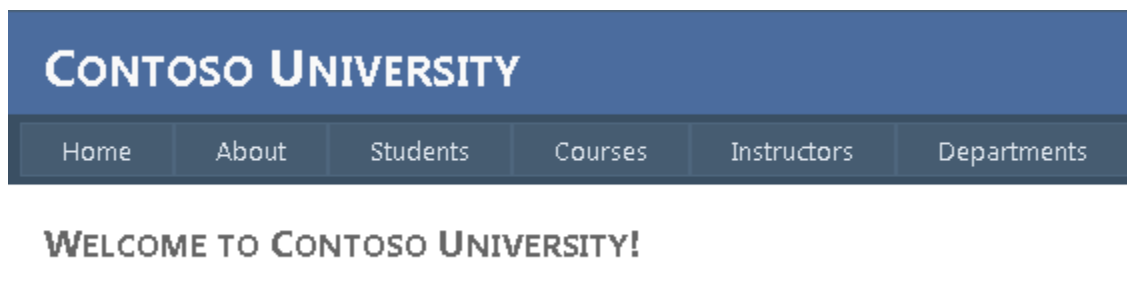 Contoso University
Home About Students Courses Instructors Departments
Welcome to Contoso University!